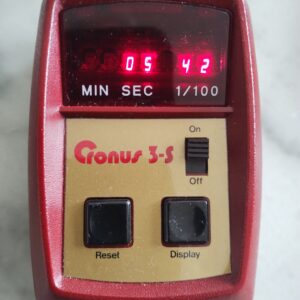 05 42
MIN SEC 1/100
On
Cronus 3-S
Off
Reset Display